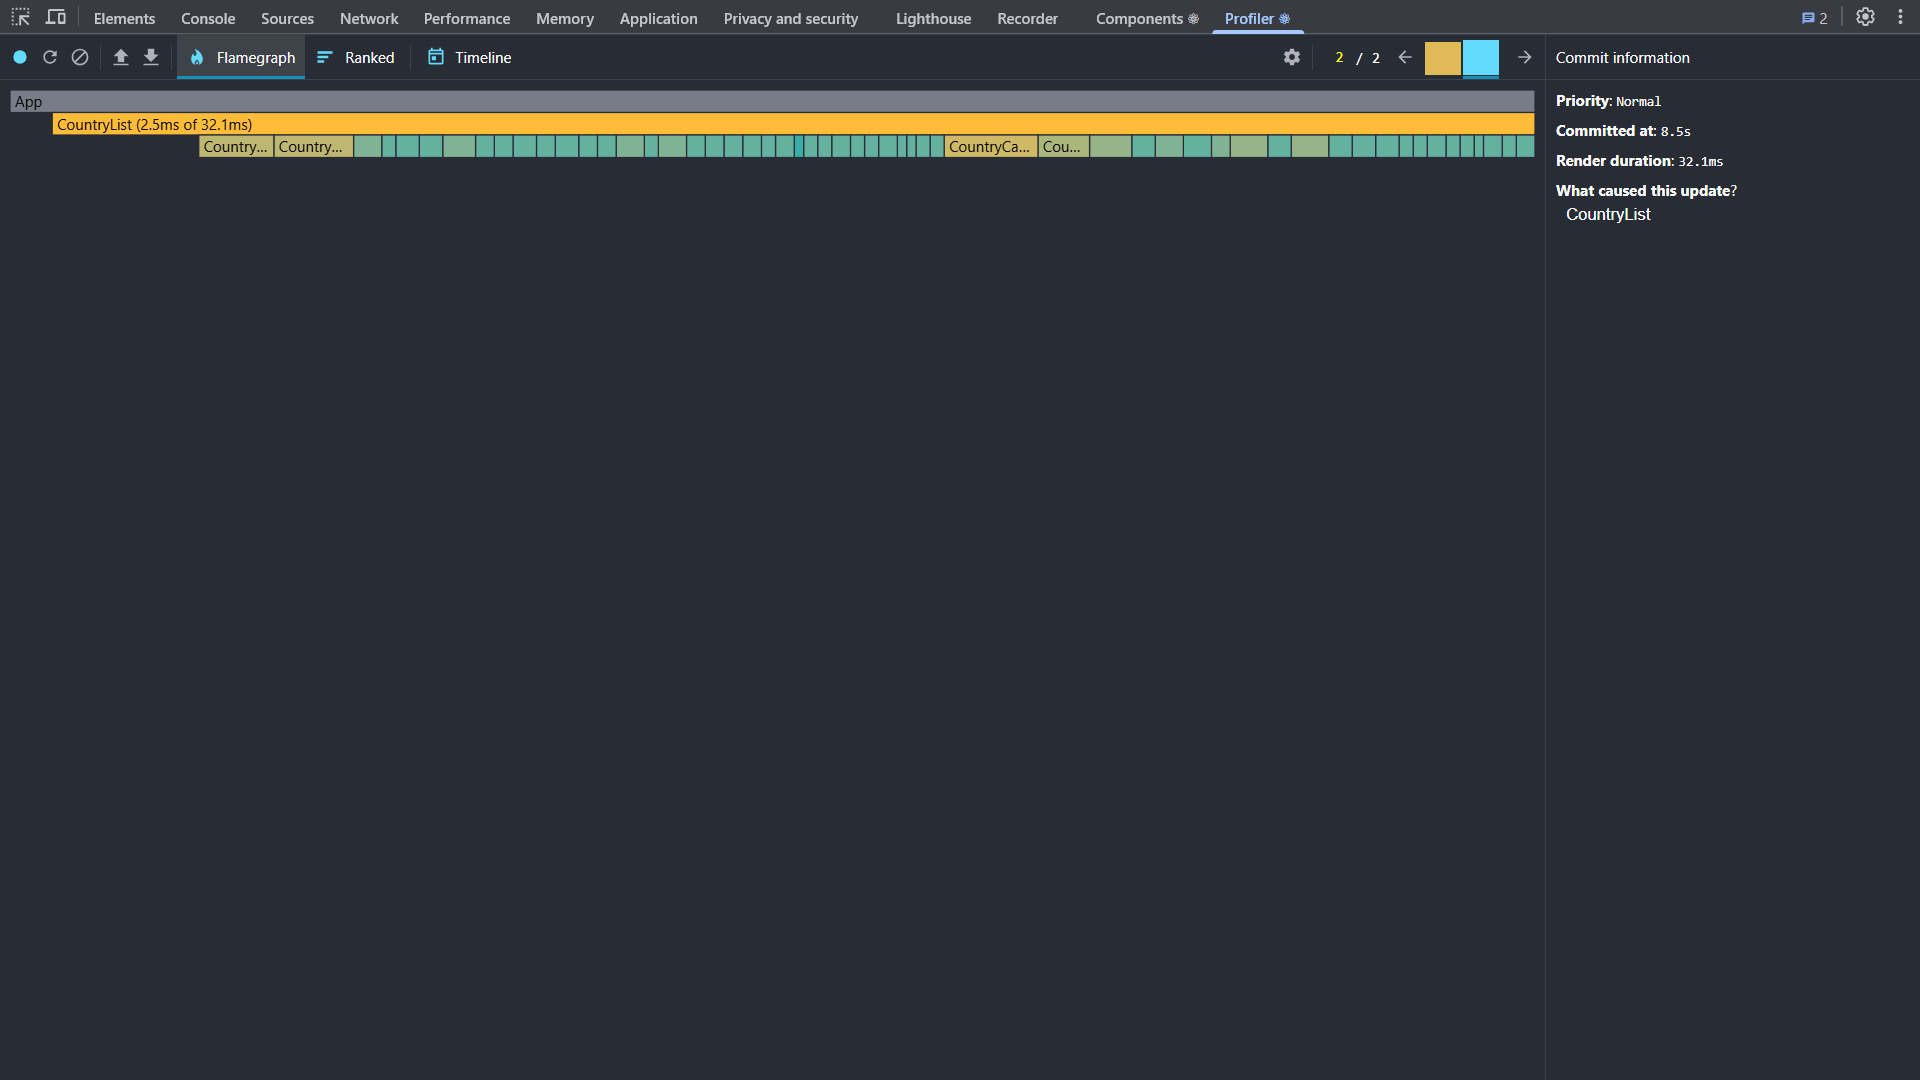 Elements Console Sources Network Performance Memory Application Privacy and security Lighthouse Recorder Components Profiler 2
Flamegraph Ranked Timeline 2 / 2 Commit information
App
CountryList (2.5ms of 32.1ms)
Country... Country... CountryCa... Cou...
Priority: Normal
Committed at: 8.5s
Render duration: 32.1ms
What caused this update?
CountryList